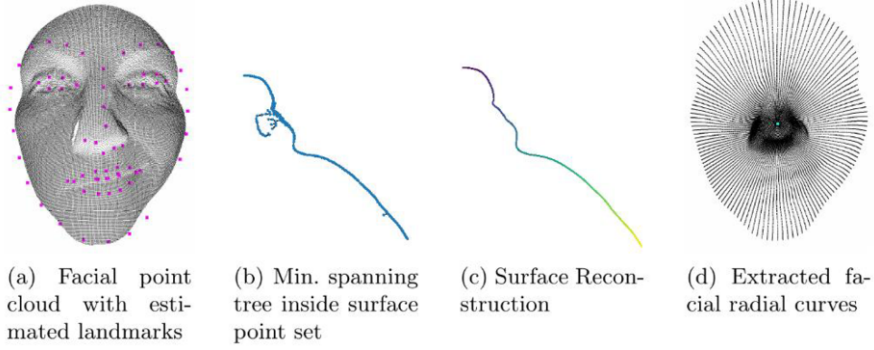 (a) Facial point
cloud with esti-
mated landmarks
(b) Min. spanning
tree inside surface
point set
(c) Surface Recon-
struction
(d) Extracted fa-
cial radial curves